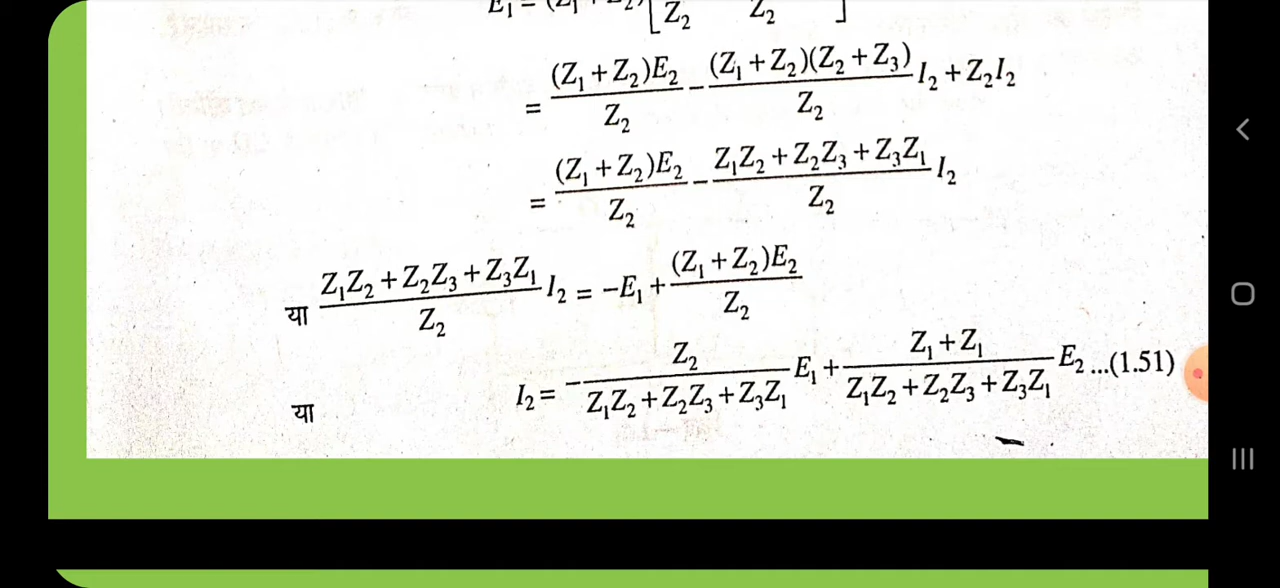 = (Z₁+Z₂)E₂/Z₂ − (Z₁+Z₂)(Z₂+Z₃)/Z₂ I₂ + Z₂I₂
= (Z₁+Z₂)E₂/Z₂ − Z₁Z₂+Z₂Z₃+Z₃Z₁/Z₂ I₂
या Z₁Z₂+Z₂Z₃+Z₃Z₁/Z₂ I₂ = −E₁ + (Z₁+Z₂)E₂/Z₂
या I₂ = − Z₂/Z₁Z₂+Z₂Z₃+Z₃Z₁ E₁ + Z₁+Z₁/Z₁Z₂+Z₂Z₃+Z₃Z₁ E₂ ...(1.51)